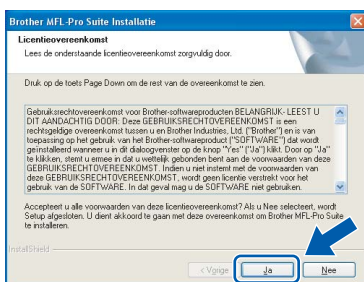 Brother MFL-Pro Suite Installatie
Licentieovereenkomst
Lees de onderstaande licentieovereenkomst zorgvuldig door.
Druk op de toets Page Down om de rest van de overeenkomst te zien.
Gebruiksrechtovereenkomst voor Brother-softwareproducten BELANGRIJK- LEEST U
DIT AANDACHTIG DOOR: Deze GEBRUIKSRECHTOVEREENKOMST is een
rechtsgeldige overeenkomst tussen u en Brother Industries, Ltd. ("Brother") en is van
toepassing op het gebruik van het Brother-softwareproduct ("SOFTWARE") dat wordt
geïnstalleerd wanneer u in dit dialoogvenster op de knop "Yes" ("Ja") klikt. Door op "Ja"
te klikken, stemt u ermee in dat u wettelijk gebonden bent aan de voorwaarden van deze
GEBRUIKSRECHTOVEREENKOMST. Indien u niet instemt met de voorwaarden van
deze GEBRUIKSRECHTOVEREENKOMST, wordt geen licentie verstrekt voor het
gebruik van de SOFTWARE. In dat geval mag u de SOFTWARE niet gebruiken.
Accepteert u alle voorwaarden van deze licentieovereenkomst? Als u Nee selecteert, wordt
Setup afgesloten. U dient akkoord te gaan met deze overeenkomst om Brother MFL-Pro Suite
te installeren.
InstallShield
< Vorige
Ja
Nee